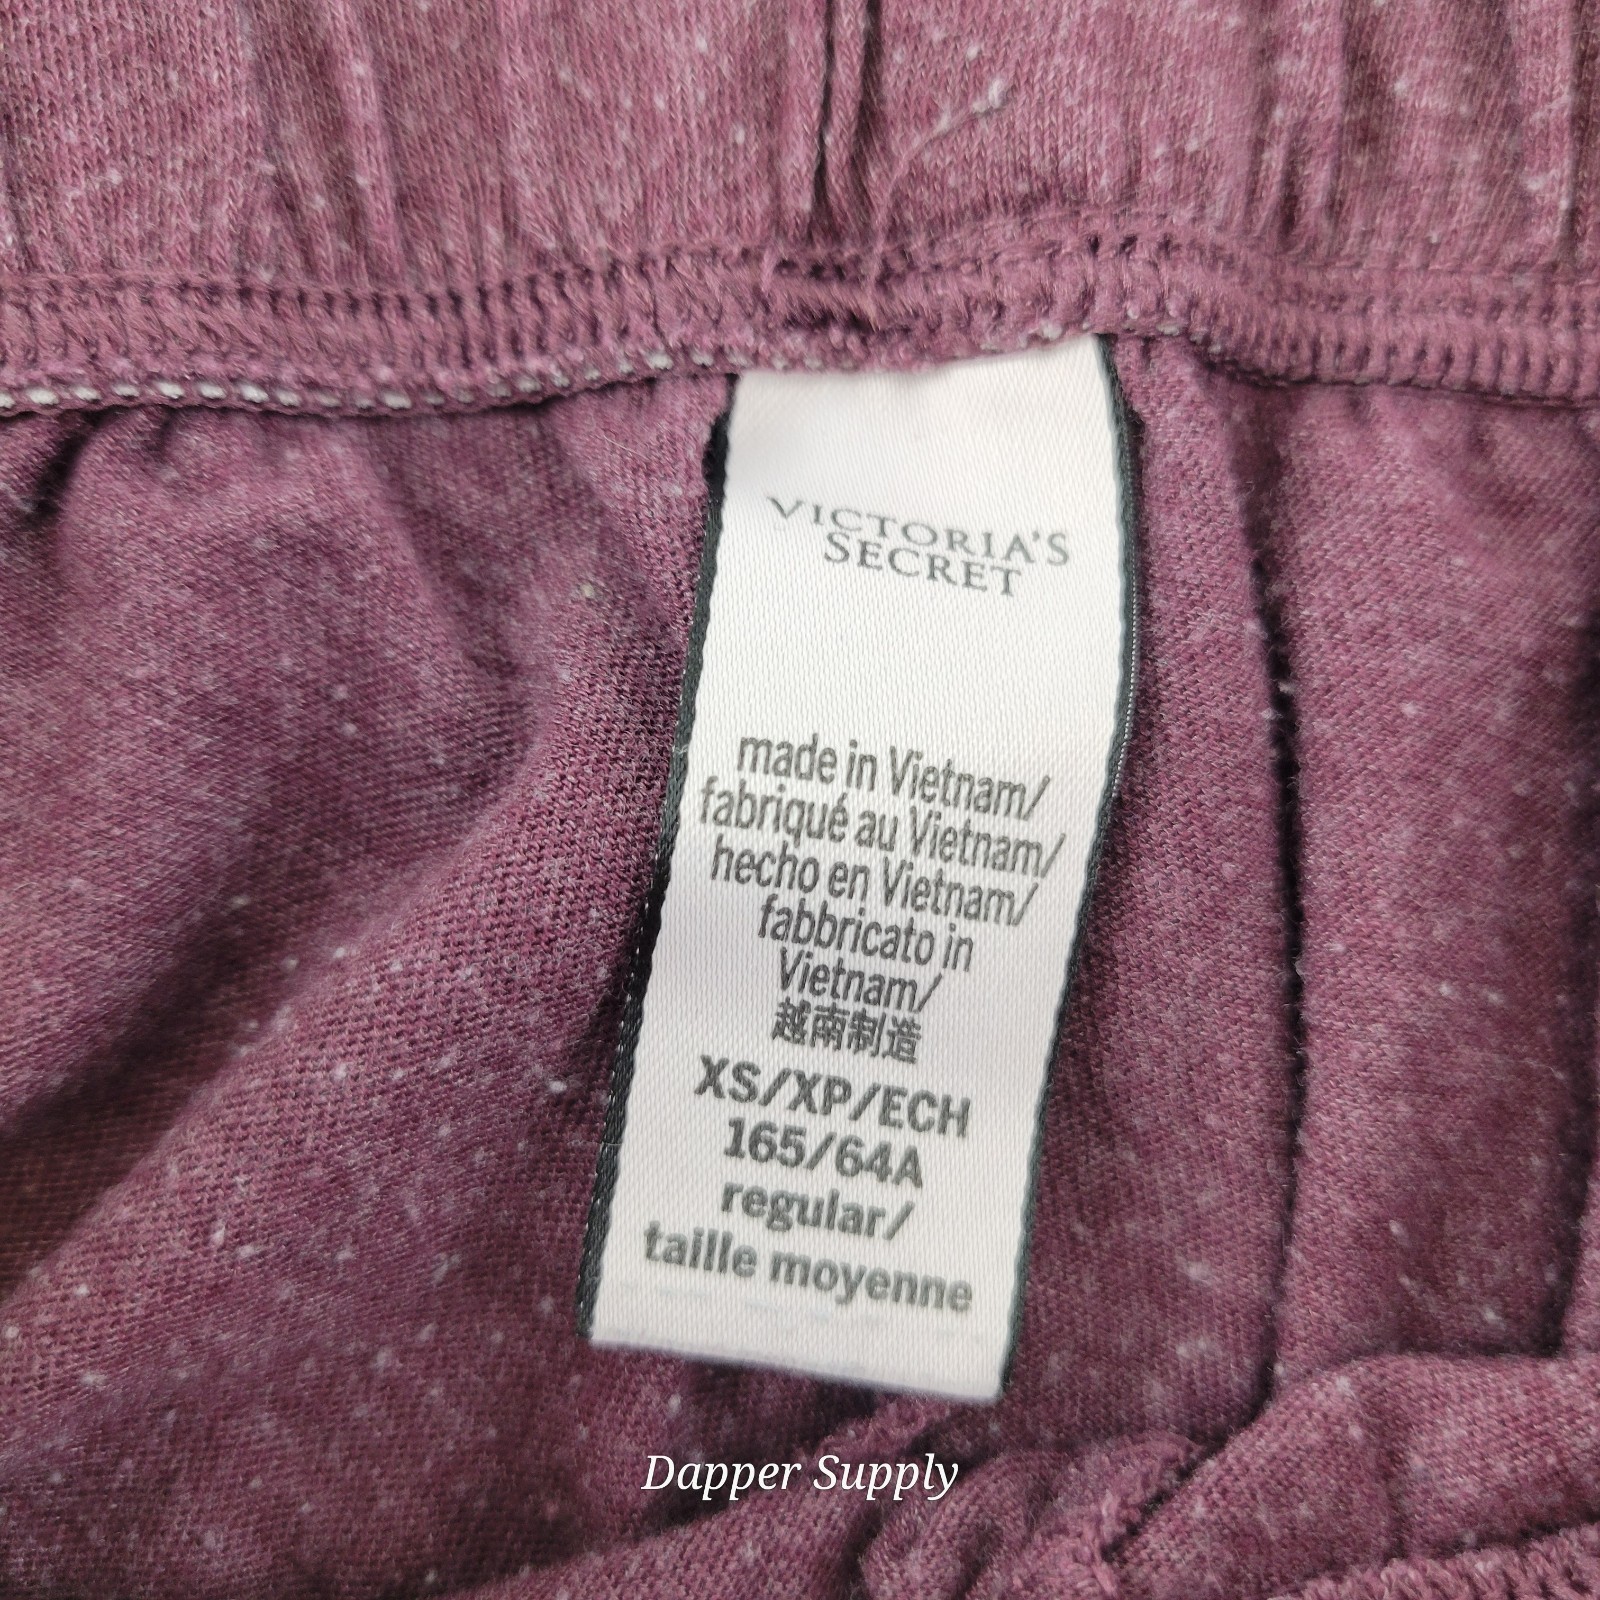 VICTORIA'S
SECRET
made in Vietnam/
fabriqué au Vietnam/
hecho en Vietnam/
fabbricato in
Vietnam/
越南制造
XS/XP/ECH
165/64A
regular/
taille moyenne
Dapper Supply